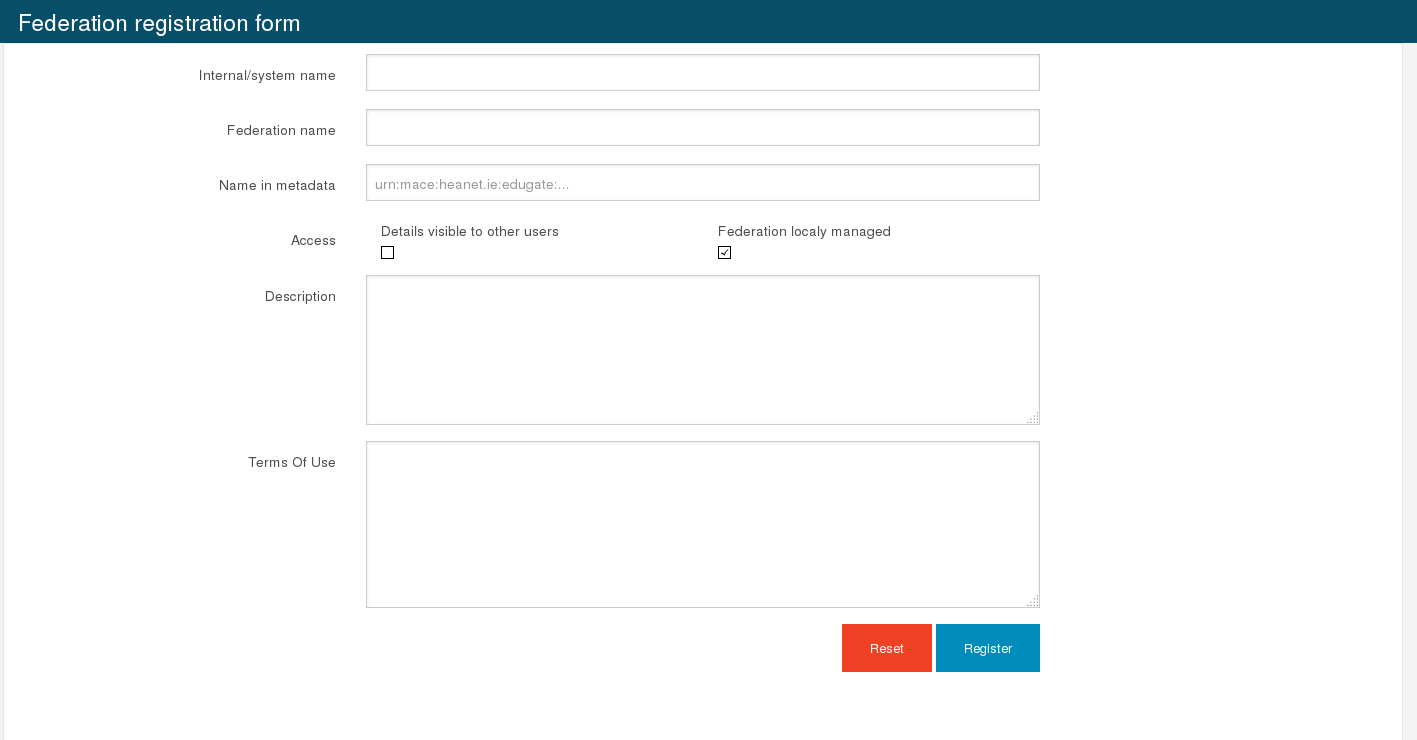 Federation registration form
Internal/system name
Federation name
Name in metadata
urn:mace:heanet.ie:edugate:...
Access
Details visible to other users
Federation localy managed
Description
Terms Of Use
Reset
Register